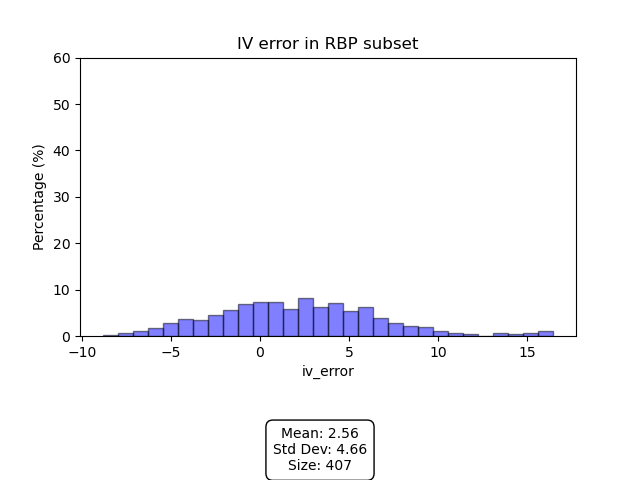 IV error in RBP subset
60
50
40
30
20
10
0
Percentage (%)
−10
−5
0
5
10
15
iv_error
Mean: 2.56
Std Dev: 4.66
Size: 407